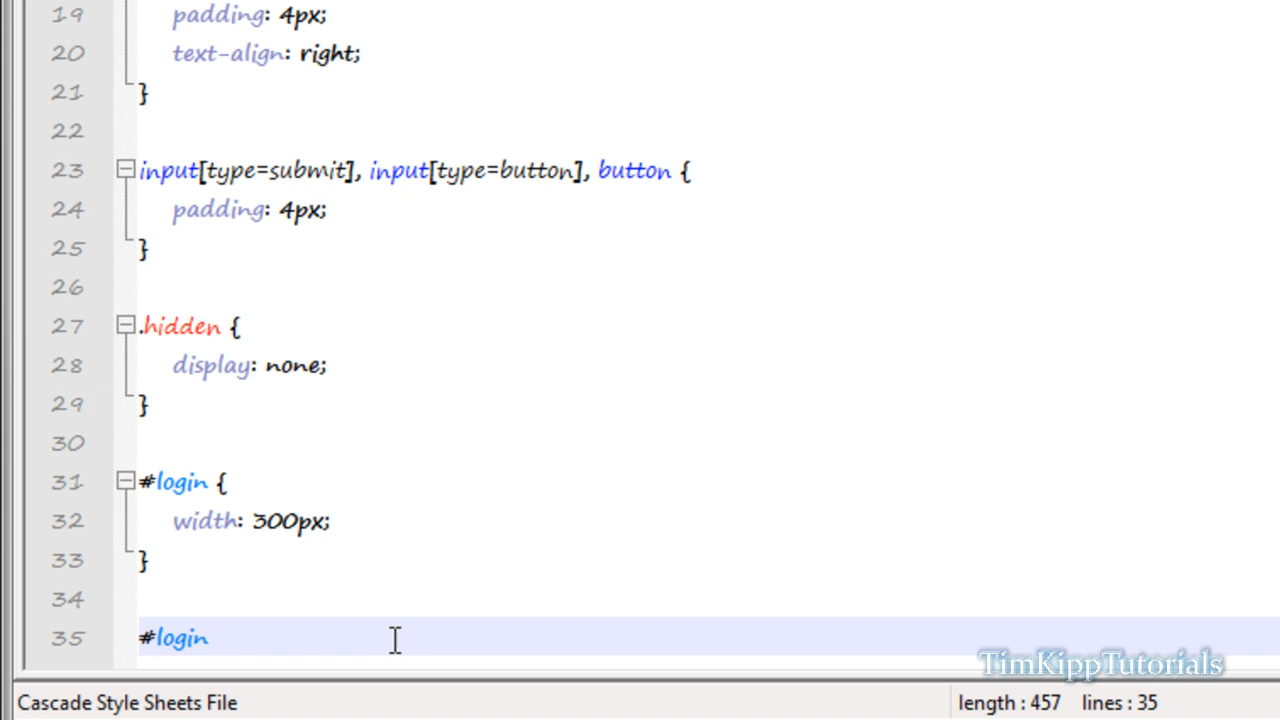 19 padding: 4px;
20 text-align: right;
21 }
22
23 input[type=submit], input[type=button], button {
24 padding: 4px;
25 }
26
27 .hidden {
28 display: none;
29 }
30
31 #login {
32 width: 300px;
33 }
34
35 #login
TimKippTutorials
Cascade Style Sheets File length : 457 lines : 35